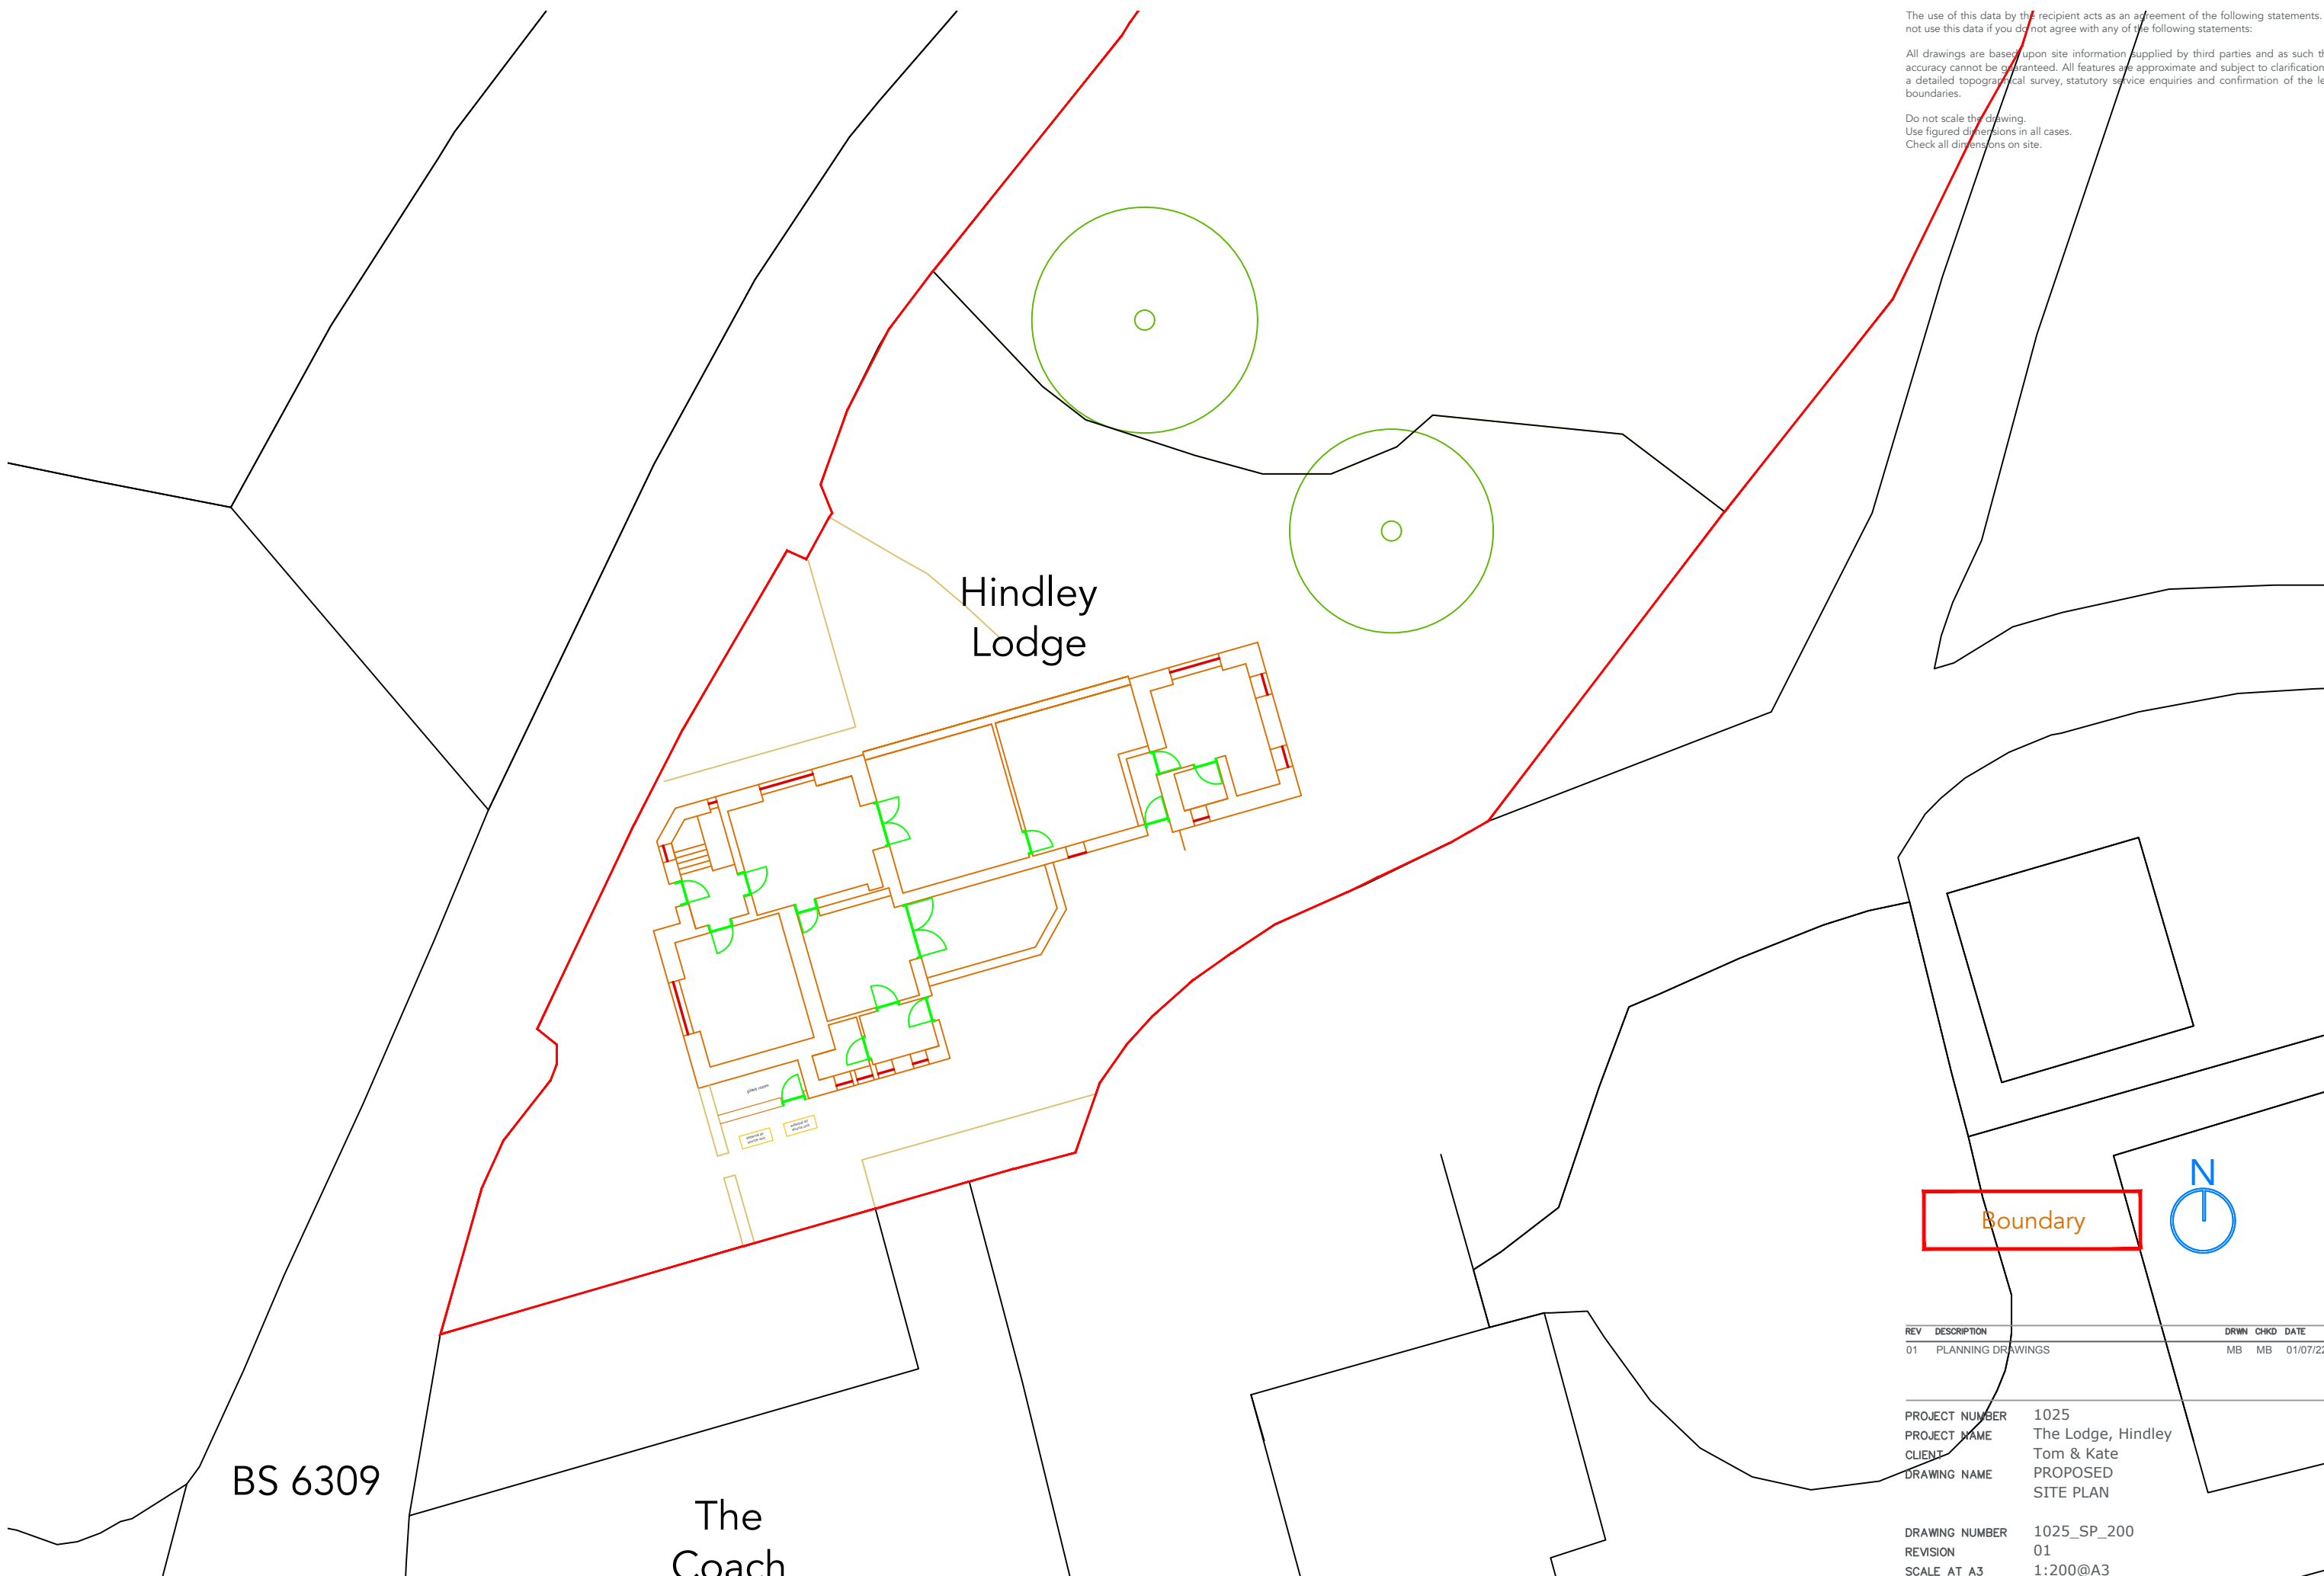 The use of this data by the recipient acts as an agreement of the following statements.
not use this data if you do not agree with any of the following statements:
All drawings are based upon site information supplied by third parties and as such
accuracy cannot be guaranteed. All features are approximate and subject to clarification
a detailed topographical survey, statutory service enquiries and confirmation of the
boundaries.
Do not scale the drawing.
Use figured dimensions in all cases.
Check all dimensions on site.
Hindley
Lodge
plant room
N
Boundary
REV DESCRIPTION DRWN CHKD DATE
01 PLANNING DRAWINGS MB MB 01/07/22
PROJECT NUMBER 1025
PROJECT NAME The Lodge, Hindley
CLIENT Tom & Kate
DRAWING NAME PROPOSED
SITE PLAN
DRAWING NUMBER 1025_SP_200
REVISION 01
SCALE AT A3 1:200@A3
BS 6309
The
Coach